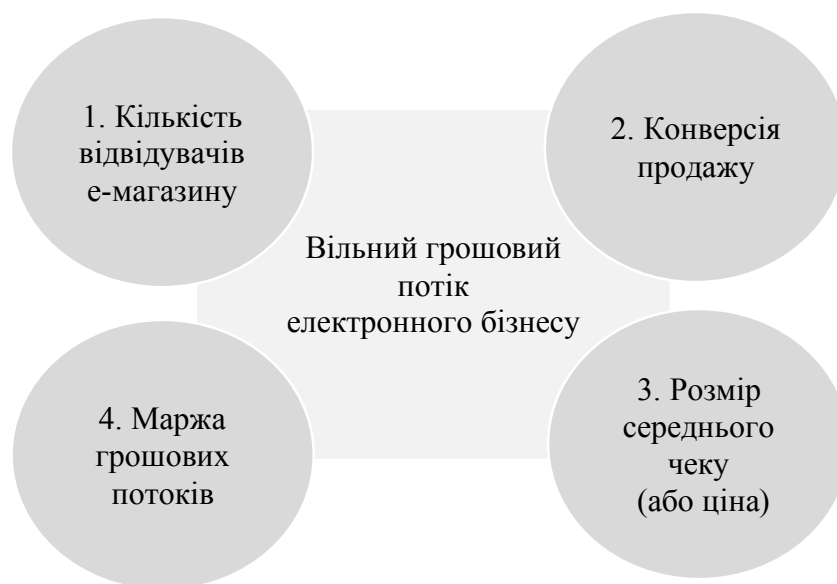 1. Кількість
відвідувачів
е-магазину
2. Конверсія
продажу
Вільний грошовий
потік
електронного бізнесу
4. Маржа
грошових
потоків
3. Розмір
середнього
чеку
(або ціна)